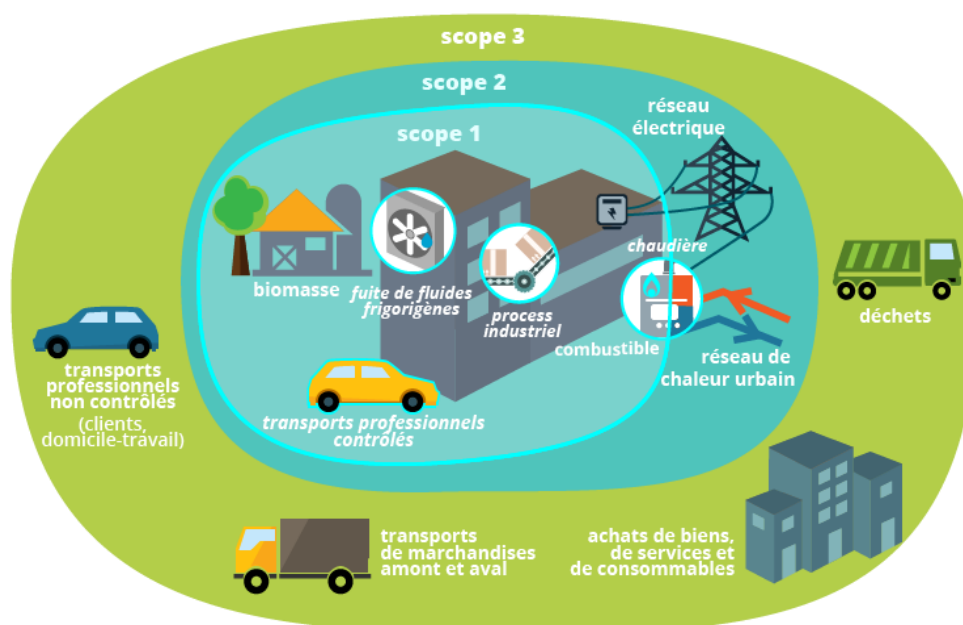 scope 3
scope 2
scope 1
réseau
électrique
chaudière
biomasse
fuite de fluides
frigorigènes
process
industriel
combustible
réseau de
chaleur urbain
déchets
transports
professionnels
non contrôlés
(clients,
domicile-travail)
transports professionnels
contrôlés
transports
de marchandises
amont et aval
achats de biens,
de services et
de consommables